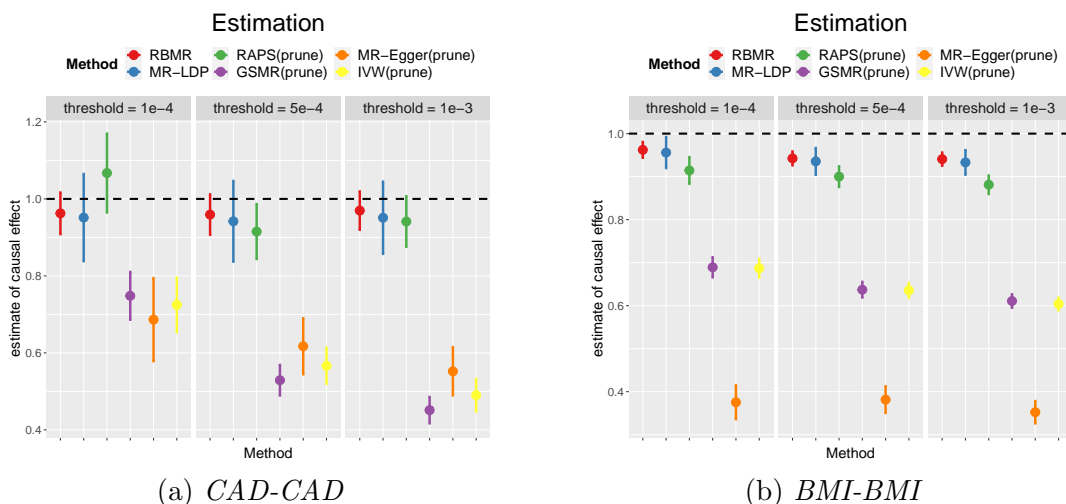 Estimation
Method RBMR RAPS(prune) MR-Egger(prune)
MR-LDP GSMR(prune) IVW(prune)
threshold = 1e-4 threshold = 5e-4 threshold = 1e-3
estimate of causal effect
1.2
1.0
0.8
0.6
0.4
Method
(a) CAD-CAD
Estimation
Method RBMR RAPS(prune) MR-Egger(prune)
MR-LDP GSMR(prune) IVW(prune)
threshold = 1e-4 threshold = 5e-4 threshold = 1e-3
estimate of causal effect
1.0
0.8
0.6
0.4
Method
(b) BMI-BMI